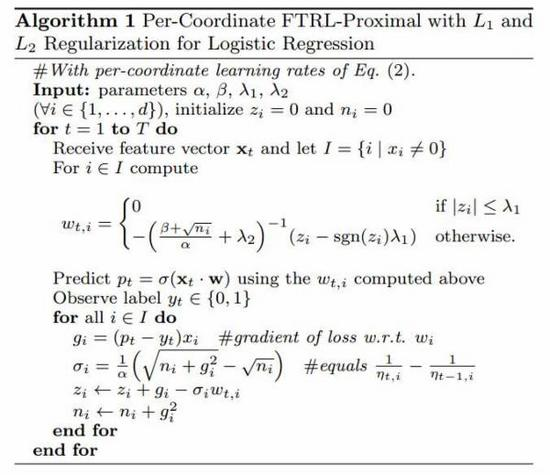 Algorithm 1 Per-Coordinate FTRL-Proximal with L₁ and
L₂ Regularization for Logistic Regression
#With per-coordinate learning rates of Eq. (2).
Input: parameters α, β, λ₁, λ₂
(∀i ∈ {1, . . . , d}), initialize zᵢ = 0 and nᵢ = 0
for t = 1 to T do
Receive feature vector xₜ and let I = {i | xᵢ ≠ 0}
For i ∈ I compute
wₜ,ᵢ = { 0 if |zᵢ| ≤ λ₁
−((β+√nᵢ)/α + λ₂)⁻¹ (zᵢ − sgn(zᵢ)λ₁) otherwise.
Predict pₜ = σ(xₜ · w) using the wₜ,ᵢ computed above
Observe label yₜ ∈ {0, 1}
for all i ∈ I do
gᵢ = (pₜ − yₜ)xᵢ #gradient of loss w.r.t. wᵢ
σᵢ = 1/α (√(nᵢ + gᵢ²) − √nᵢ) #equals 1/ηₜ,ᵢ − 1/ηₜ₋₁,ᵢ
zᵢ ← zᵢ + gᵢ − σᵢwₜ,ᵢ
nᵢ ← nᵢ + gᵢ²
end for
end for